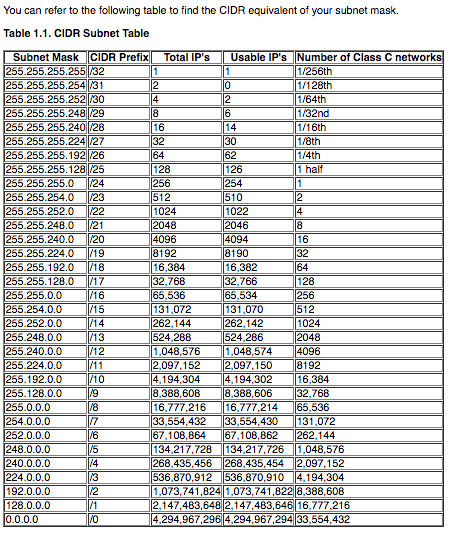 You can refer to the following table to find the CIDR equivalent of your subnet mask.
Table 1.1. CIDR Subnet Table
Subnet Mask CIDR Prefix Total IP's Usable IP's Number of Class C networks
255.255.255.255 /32 1 1 1/256th
255.255.255.254 /31 2 0 1/128th
255.255.255.252 /30 4 2 1/64th
255.255.255.248 /29 8 6 1/32nd
255.255.255.240 /28 16 14 1/16th
255.255.255.224 /27 32 30 1/8th
255.255.255.192 /26 64 62 1/4th
255.255.255.128 /25 128 126 1 half
255.255.255.0 /24 256 254 1
255.255.254.0 /23 512 510 2
255.255.252.0 /22 1024 1022 4
255.255.248.0 /21 2048 2046 8
255.255.240.0 /20 4096 4094 16
255.255.224.0 /19 8192 8190 32
255.255.192.0 /18 16,384 16,382 64
255.255.128.0 /17 32,768 32,766 128
255.255.0.0 /16 65,536 65,534 256
255.254.0.0 /15 131,072 131,070 512
255.252.0.0 /14 262,144 262,142 1024
255.248.0.0 /13 524,288 524,286 2048
255.240.0.0 /12 1,048,576 1,048,574 4096
255.224.0.0 /11 2,097,152 2,097,150 8192
255.192.0.0 /10 4,194,304 4,194,302 16,384
255.128.0.0 /9 8,388,608 8,388,606 32,768
255.0.0.0 /8 16,777,216 16,777,214 65,536
254.0.0.0 /7 33,554,432 33,554,430 131,072
252.0.0.0 /6 67,108,864 67,108,862 262,144
248.0.0.0 /5 134,217,728 134,217,726 1,048,576
240.0.0.0 /4 268,435,456 268,435,454 2,097,152
224.0.0.0 /3 536,870,912 536,870,910 4,194,304
192.0.0.0 /2 1,073,741,824 1,073,741,822 8,388,608
128.0.0.0 /1 2,147,483,648 2,147,483,646 16,777,216
0.0.0.0 /0 4,294,967,296 4,294,967,294 33,554,432